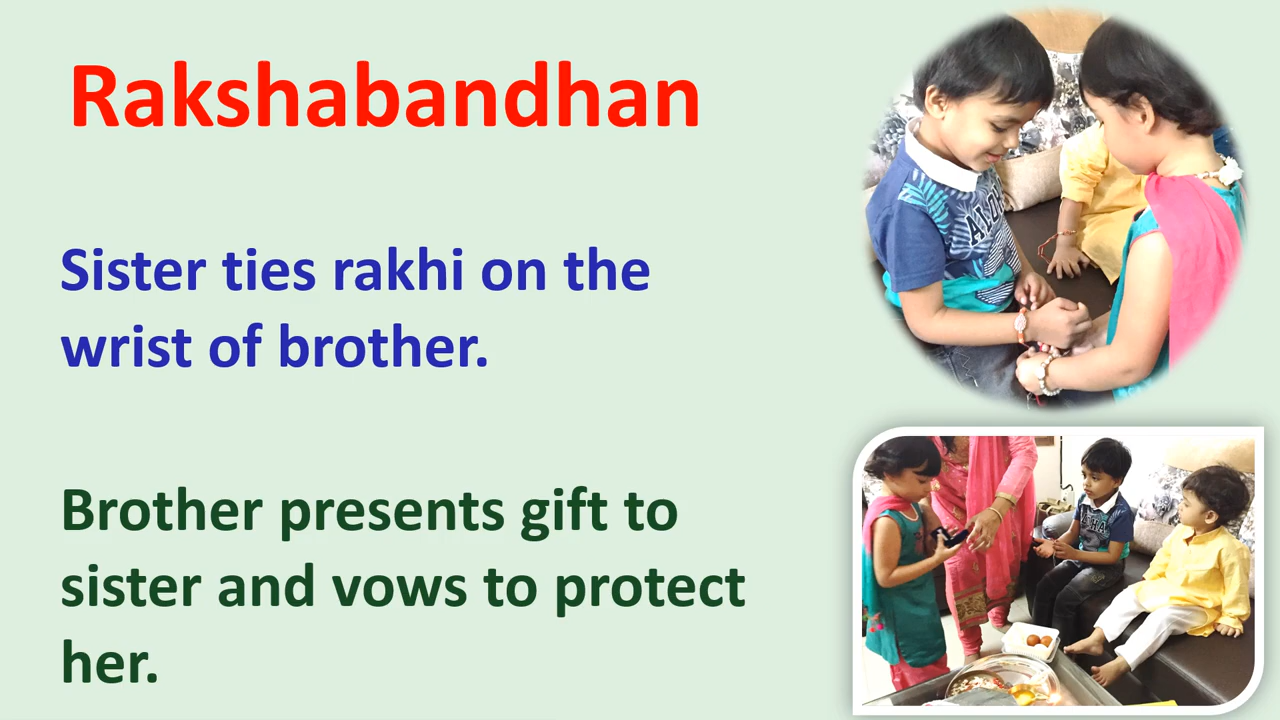 Rakshabandhan
Sister ties rakhi on the
wrist of brother.
Brother presents gift to
sister and vows to protect
her.